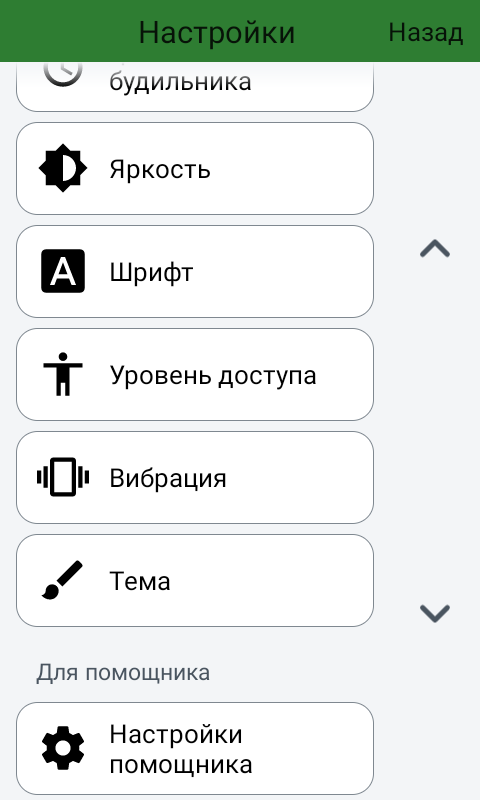 Настройки
Назад
будильника
Яркость
Шрифт
Уровень доступа
Вибрация
Тема
Для помощника
Настройки
помощника